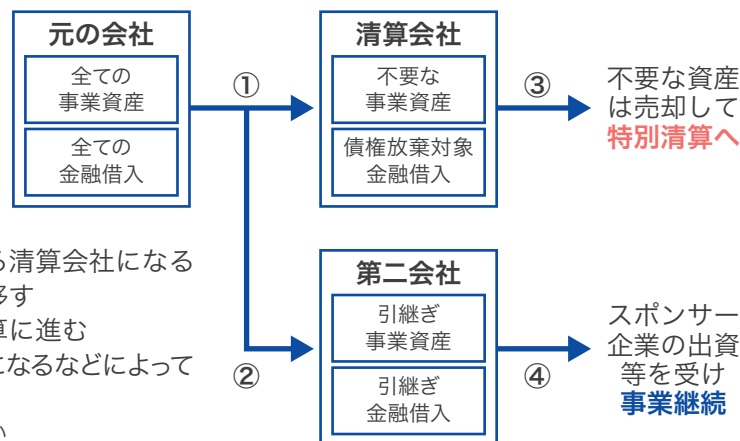 元の会社
全ての
事業資産
全ての
金融借入
①
清算会社
不要な
事業資産
債権放棄対象
金融借入
③
不要な資産
は売却して
特別清算へ
清算会社になる
移す
算に進む
になるなどによって
②
第二会社
引継ぎ
事業資産
引継ぎ
金融借入
④
スポンサー
企業の出資
等を受け
事業継続